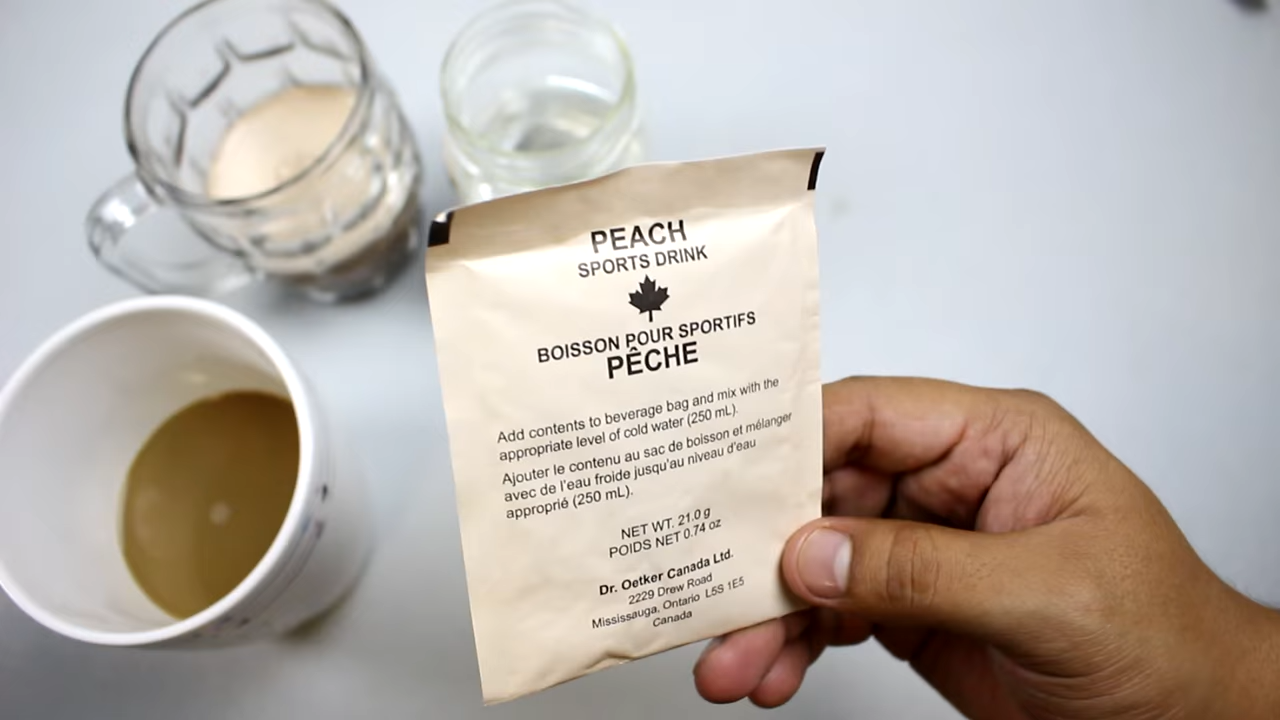 PEACH
SPORTS DRINK
BOISSON POUR SPORTIFS
PÊCHE
Add contents to beverage bag and mix with the
appropriate level of cold water (250 mL).
Ajouter le contenu au sac de boisson et mélanger
avec de l'eau froide jusqu'au niveau d'eau
approprié (250 mL).
NET WT. 21.0 g
POIDS NET 0.74 oz
Dr. Oetker Canada Ltd.
2229 Drew Road
Mississauga, Ontario L5S 1E5
Canada